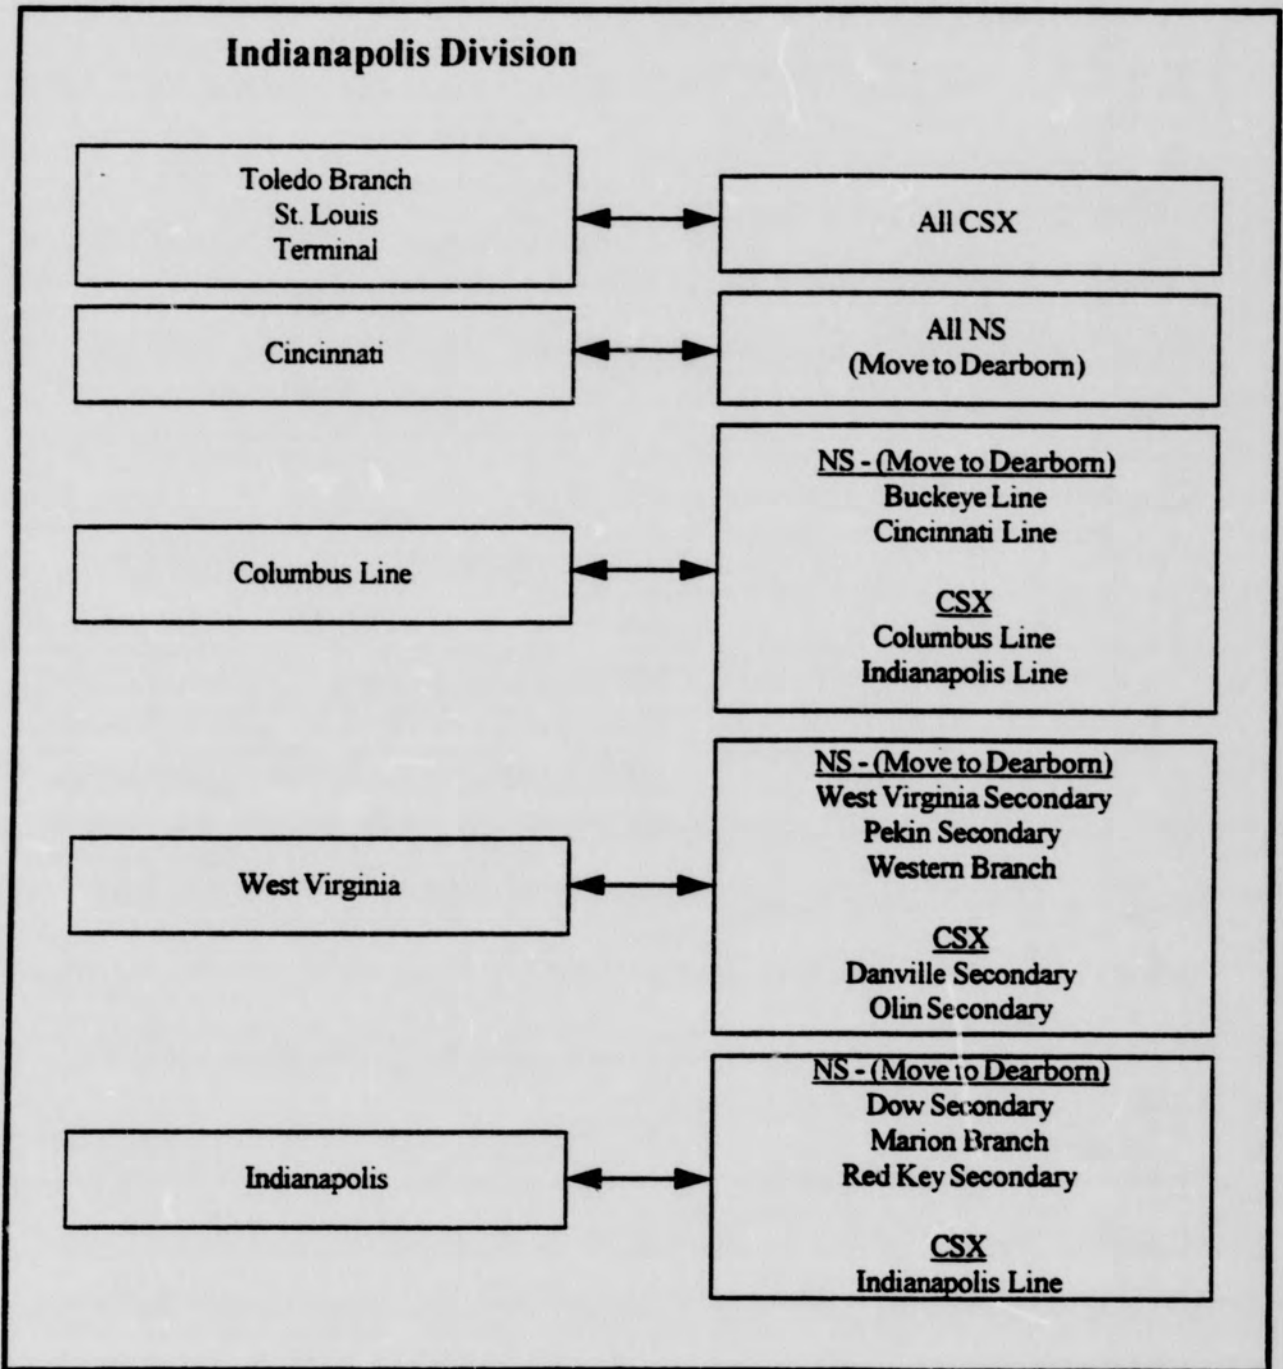 Indianapolis Division
Toledo Branch
St. Louis
Terminal
All CSX
Cincinnati
All NS
(Move to Dearborn)
Columbus Line
NS - (Move to Dearborn)
Buckeye Line
Cincinnati Line
CSX
Columbus Line
Indianapolis Line
West Virginia
NS - (Move to Dearborn)
West Virginia Secondary
Pekin Secondary
Western Branch
CSX
Danville Secondary
Olin Secondary
Indianapolis
NS - (Move to Dearborn)
Dow Secondary
Marion Branch
Red Key Secondary
CSX
Indianapolis Line